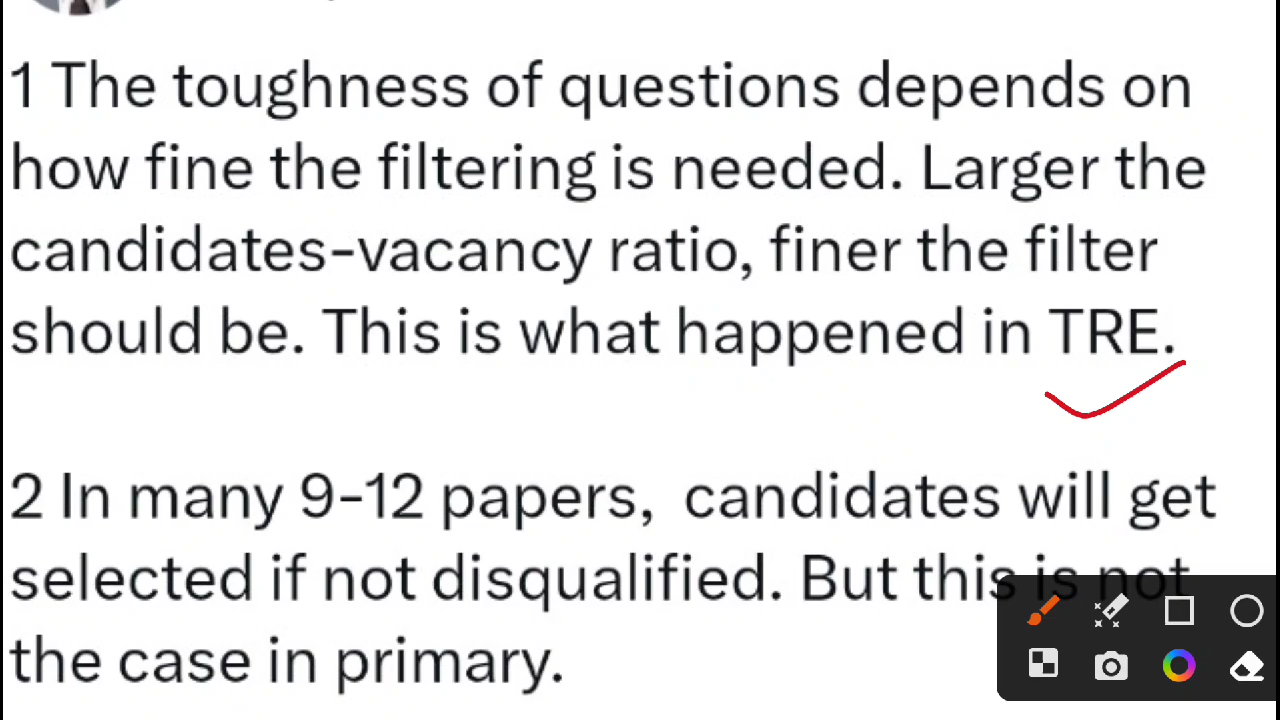 1 The toughness of questions depends on
how fine the filtering is needed. Larger the
candidates-vacancy ratio, finer the filter
should be. This is what happened in TRE.
2 In many 9-12 papers,  candidates will get
selected if not disqualified. But this is not
the case in primary.